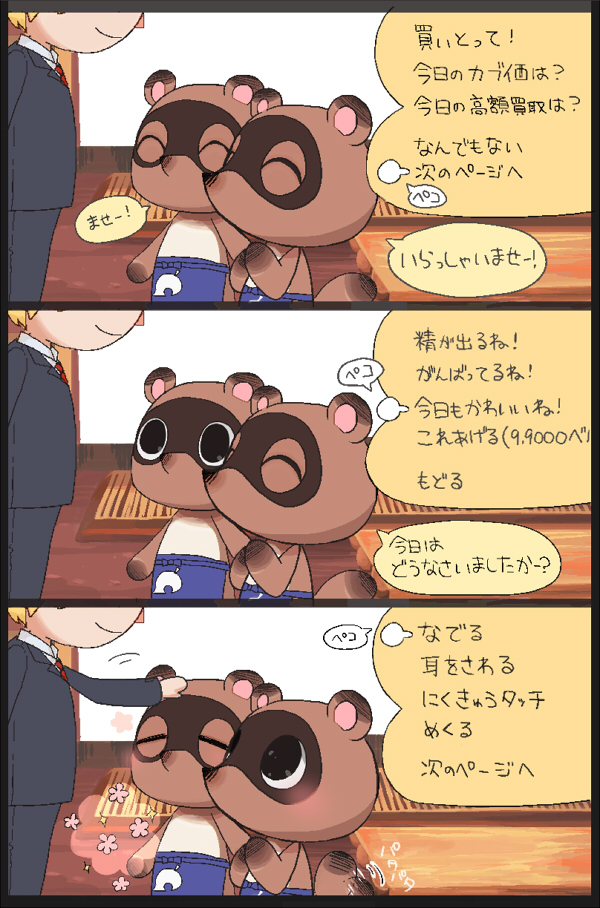 買いとって!
今日のカブ価は?
今日の高額買取は?
なんでもない
次のページへ
ペコ
ませー!
いらっしゃいませー!
精が出るね!
がんばってるね!
ペコ
今日もかわいいね!
これあげる(9.9000ベリ
もどる
今日は
どうなさいましたかー?
ペコ
なでる
耳をさわる
にくきゅうタッチ
めくる
次のページへ
パタパタ